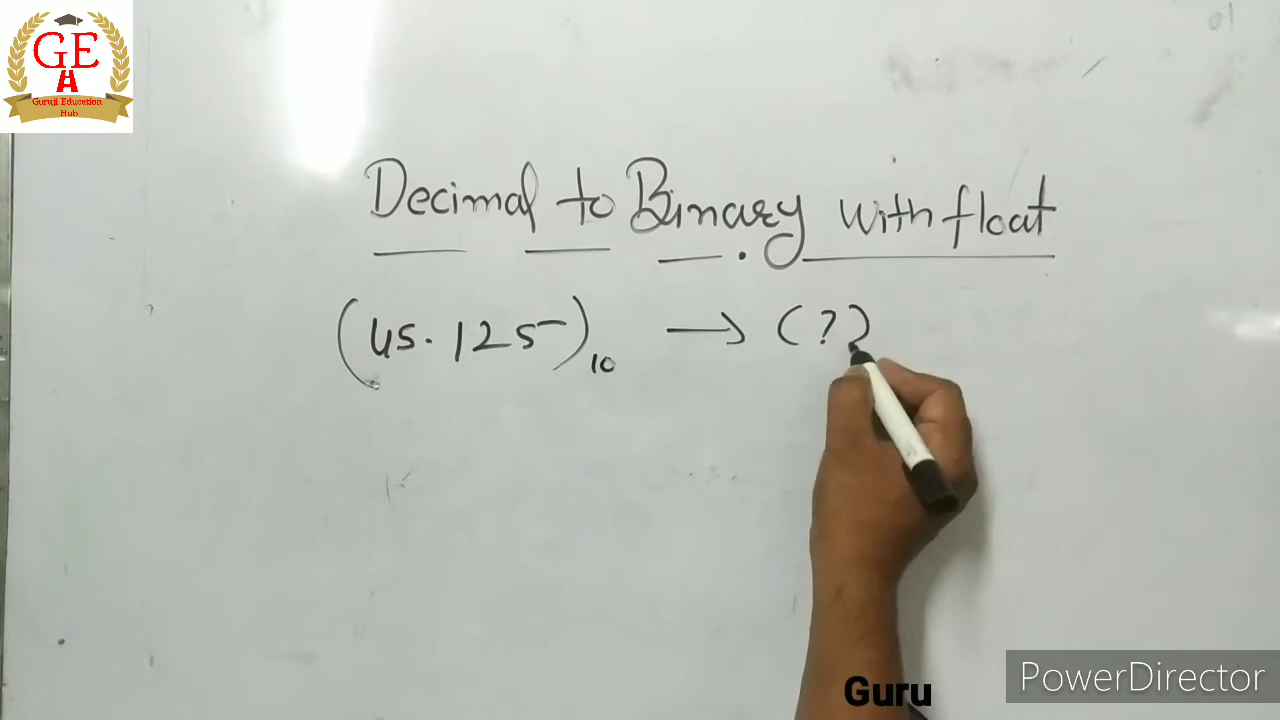 GE
Guruji Education
Hub
Decimal to Binary with float
(45.125)10 → (?)
Guru
PowerDirector